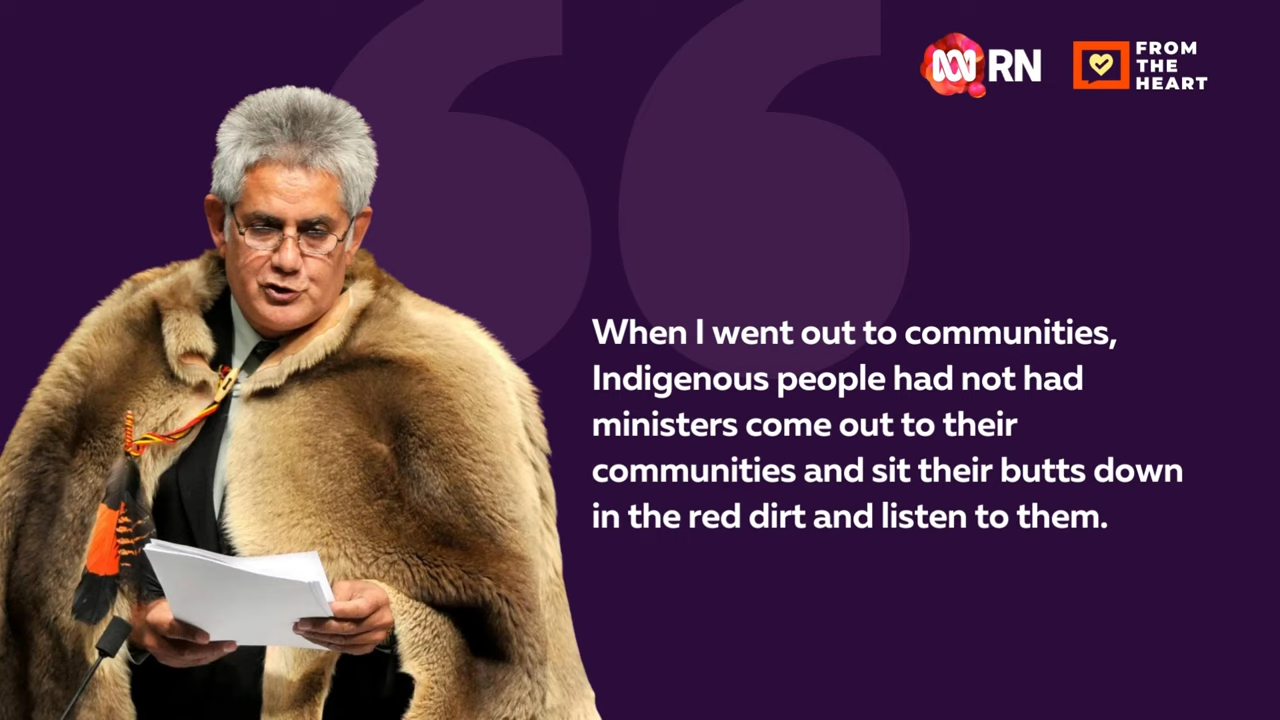 RN
FROM
THE
HEART
When I went out to communities,
Indigenous people had not had
ministers come out to their
communities and sit their butts down
in the red dirt and listen to them.